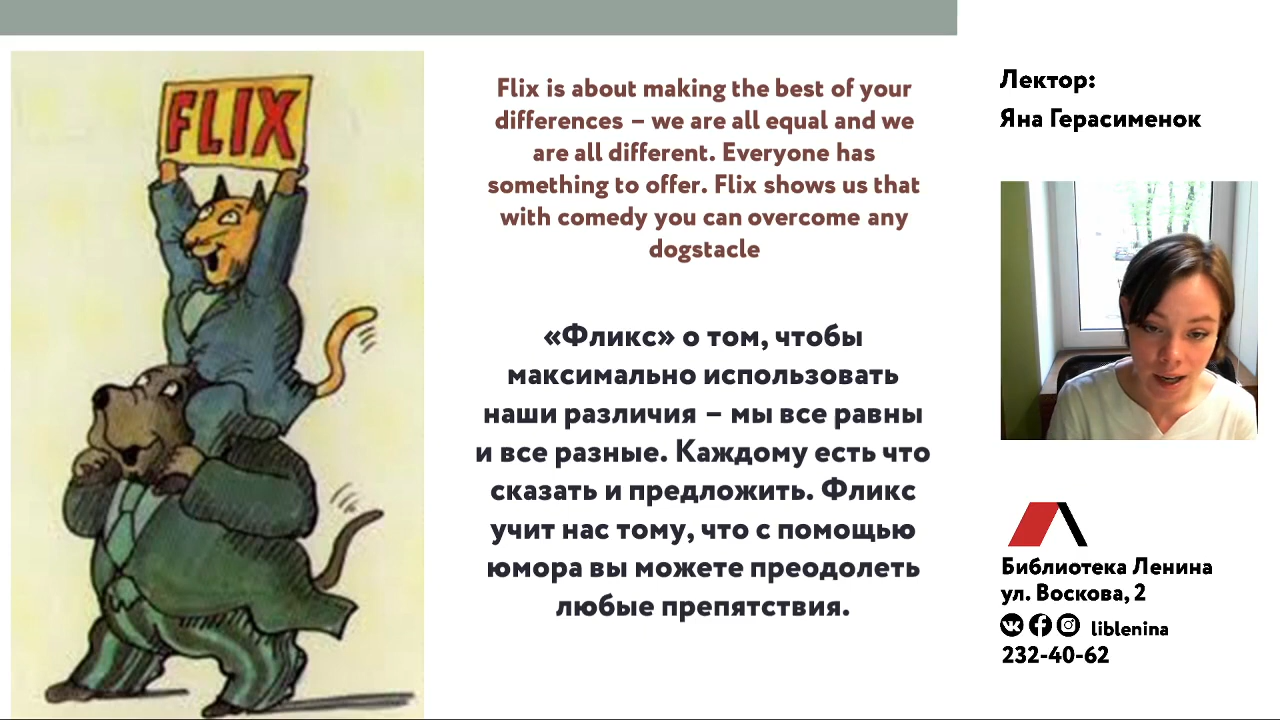 FLIX
Flix is about making the best of your
differences – we are all equal and we
are all different. Everyone has
something to offer. Flix shows us that
with comedy you can overcome any
dogstacle
«Фликс» о том, чтобы
максимально использовать
наши различия – мы все равны
и все разные. Каждому есть что
сказать и предложить. Фликс
учит нас тому, что с помощью
юмора вы можете преодолеть
любые препятствия.
Лектор:
Яна Герасименок
Библиотека Ленина
ул. Воскова, 2
liblenina
232-40-62